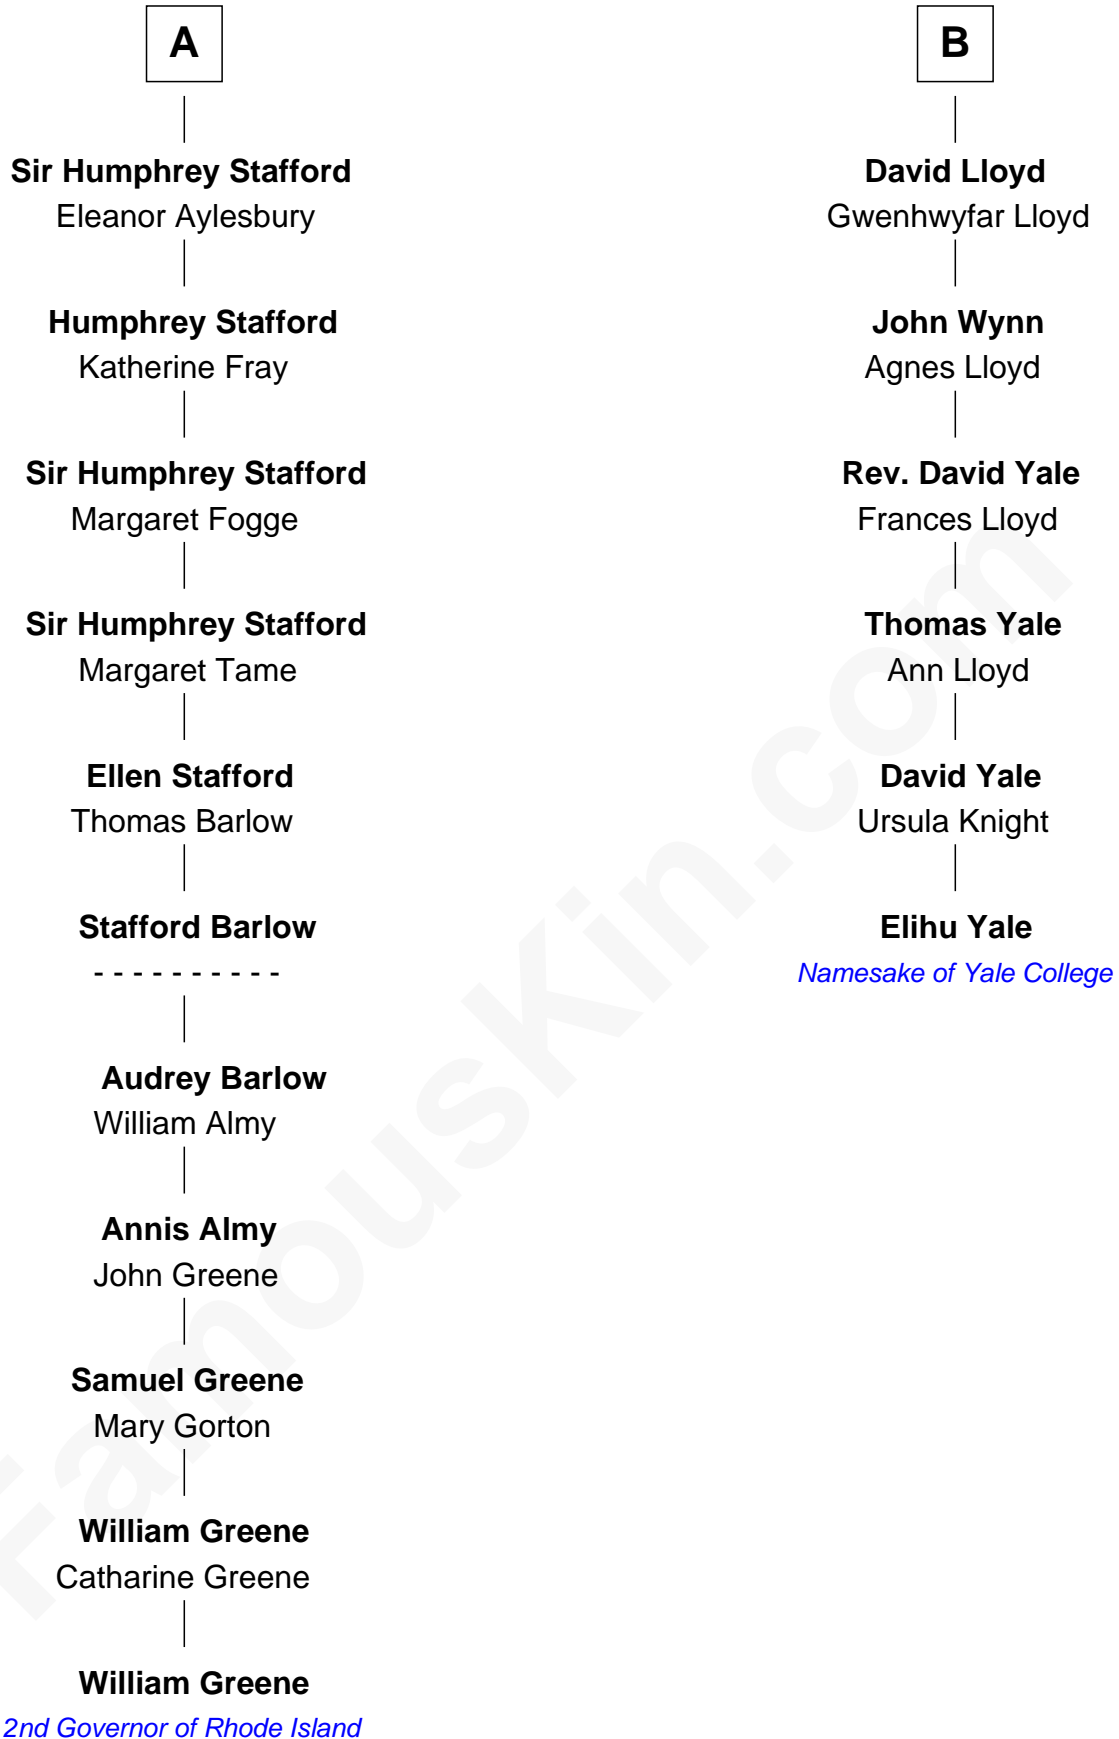 A
Sir Humphrey Stafford
Eleanor Aylesbury
Humphrey Stafford
Katherine Fray
Sir Humphrey Stafford
Margaret Fogge
Sir Humphrey Stafford
Margaret Tame
Ellen Stafford
Thomas Barlow
Stafford Barlow
- - - - - - - - - -
Audrey Barlow
William Almy
Annis Almy
John Greene
Samuel Greene
Mary Gorton
William Greene
Catharine Greene
William Greene
2nd Governor of Rhode Island
B
David Lloyd
Gwenhwyfar Lloyd
John Wynn
Agnes Lloyd
Rev. David Yale
Frances Lloyd
Thomas Yale
Ann Lloyd
David Yale
Ursula Knight
Elihu Yale
Namesake of Yale College
FamousKin.com